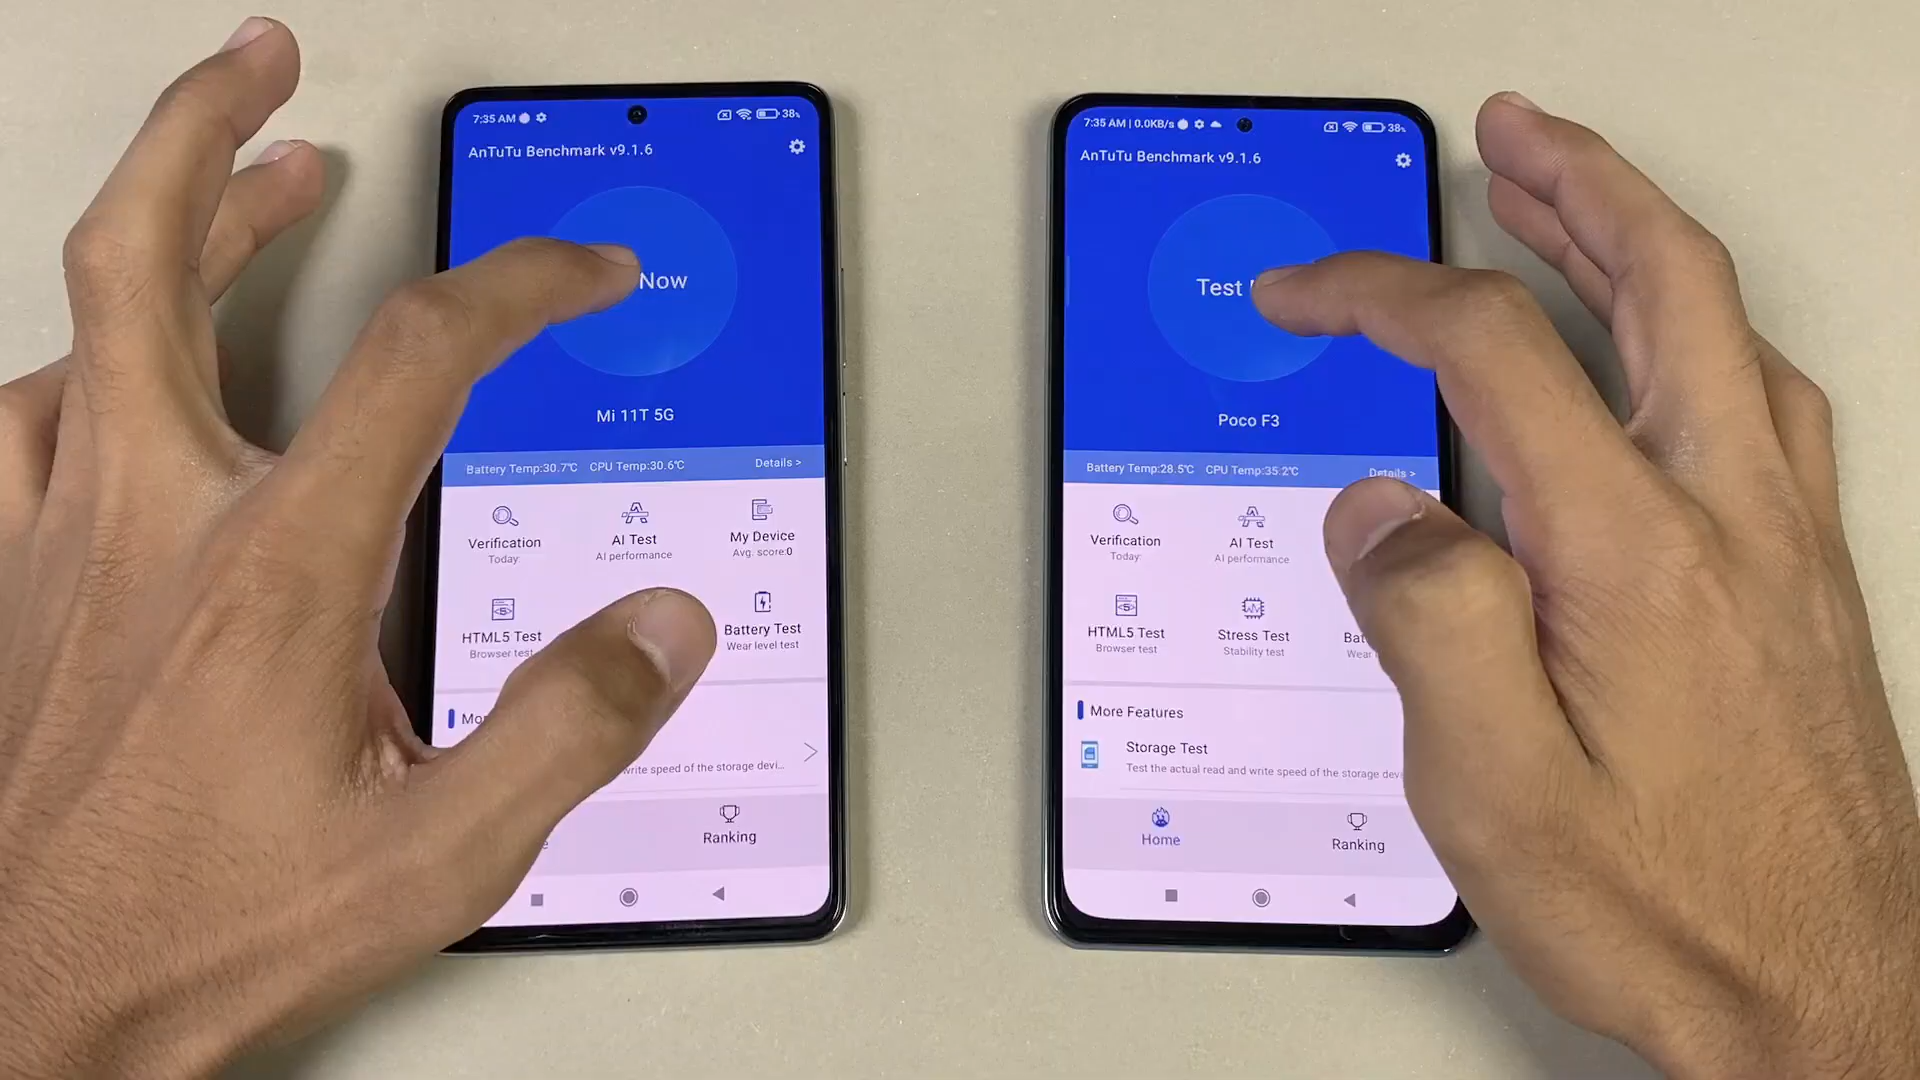 7:35 AM
38%
AnTuTu Benchmark v9.1.6
Now
Mi 11T 5G
Battery Temp:30.7℃ CPU Temp:30.6℃
Details >
Verification
Today:
AI Test
AI performance
My Device
Avg. score:0
HTML5 Test
Browser test
Battery Test
Wear level test
write speed of the storage devi...
Ranking
7:35 AM | 0.0KB/s
38%
AnTuTu Benchmark v9.1.6
Test
Poco F3
Battery Temp:28.5℃ CPU Temp:35.2℃
Details >
Verification
Today:
AI Test
AI performance
HTML5 Test
Browser test
Stress Test
Stability test
Wear
More Features
Storage Test
Test the actual read and write speed of the storage
Home
Ranking